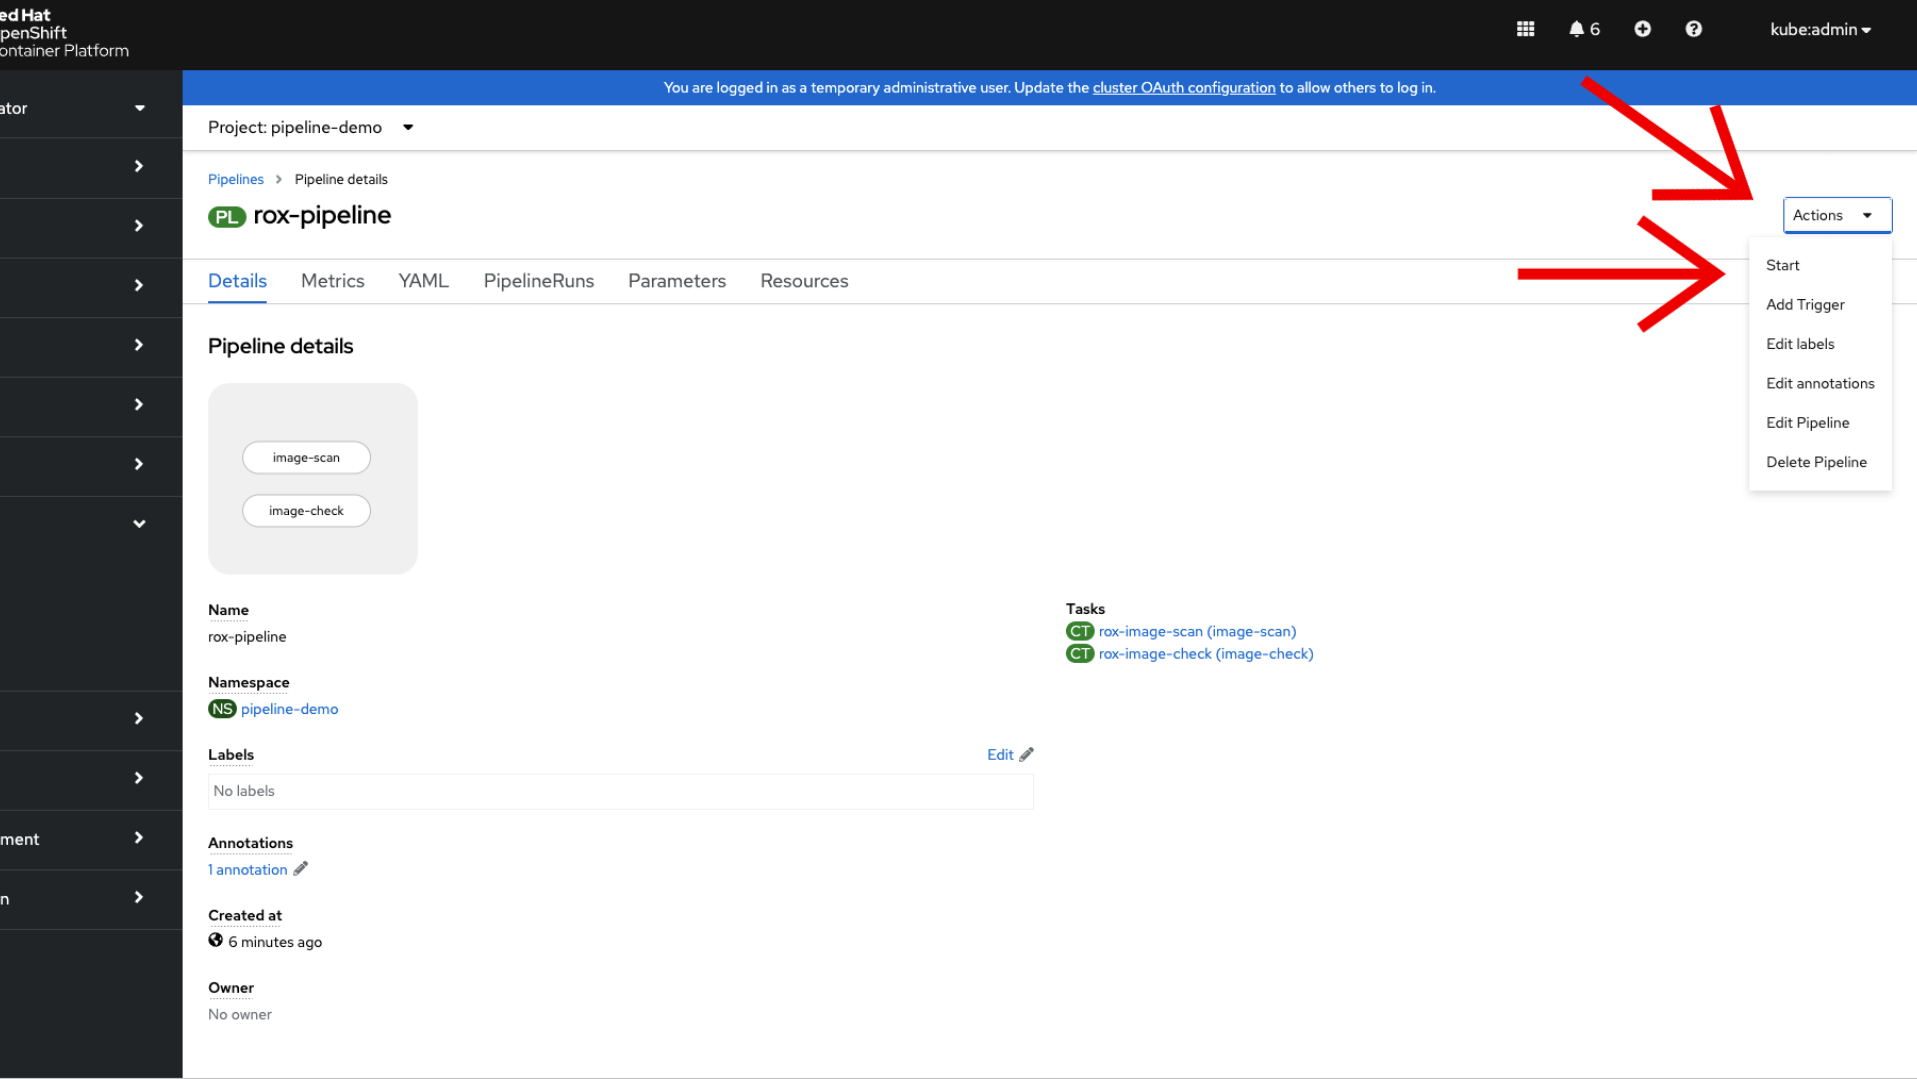 ed Hat
penShift
ontainer Platform
6
kube:admin
ator
You are logged in as a temporary administrative user. Update the cluster OAuth configuration to allow others to log in.
Project: pipeline-demo
Pipelines
Pipeline details
PL rox-pipeline
Actions
Start
Add Trigger
Edit labels
Edit annotations
Edit Pipeline
Delete Pipeline
Details Metrics YAML PipelineRuns Parameters Resources
Pipeline details
image-scan
image-check
Name
rox-pipeline
Tasks
CT rox-image-scan (image-scan)
CT rox-image-check (image-check)
Namespace
NS pipeline-demo
Labels
Edit
No labels
ment
Annotations
1 annotation
n
Created at
6 minutes ago
Owner
No owner